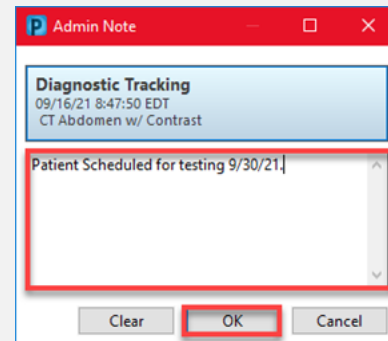 Admin Note
Diagnostic Tracking
09/16/21 8:47:50 EDT
CT Abdomen w/ Contrast
Patient Scheduled for testing 9/30/21.
Clear OK Cancel